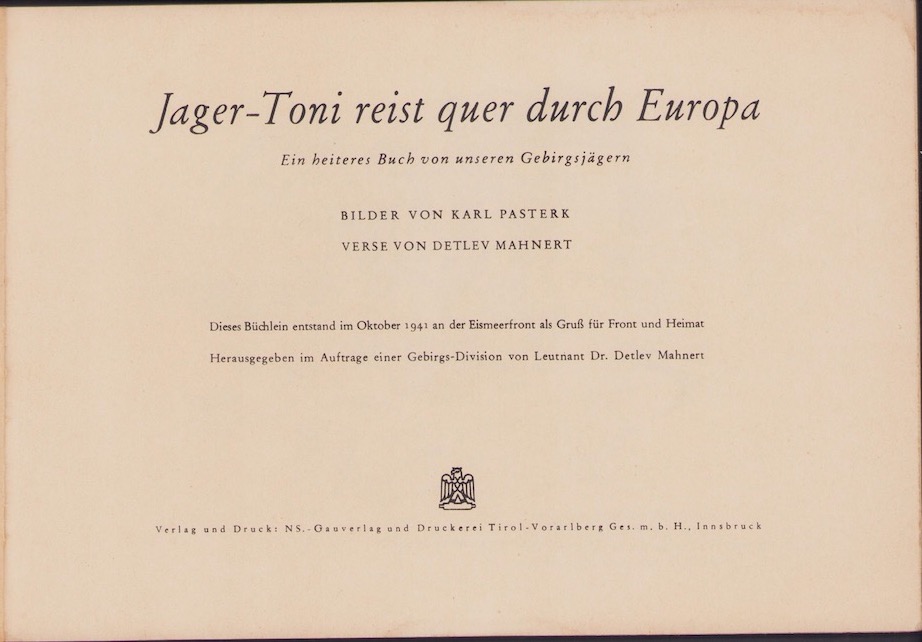 Jager-Toni reist quer durch Europa
Ein heiteres Buch von unseren Gebirgsjägern
BILDER VON KARL PASTERK
VERSE VON DETLEV MAHNERT
Dieses Büchlein entstand im Oktober 1941 an der Eismeerfront als Gruß für Front und Heimat
Herausgegeben im Auftrage einer Gebirgs-Division von Leutnant Dr. Detlev Mahnert
Verlag und Druck: NS.-Gauverlag und Druckerei Tirol-Vorarlberg Ges. m. b. H., Innsbruck